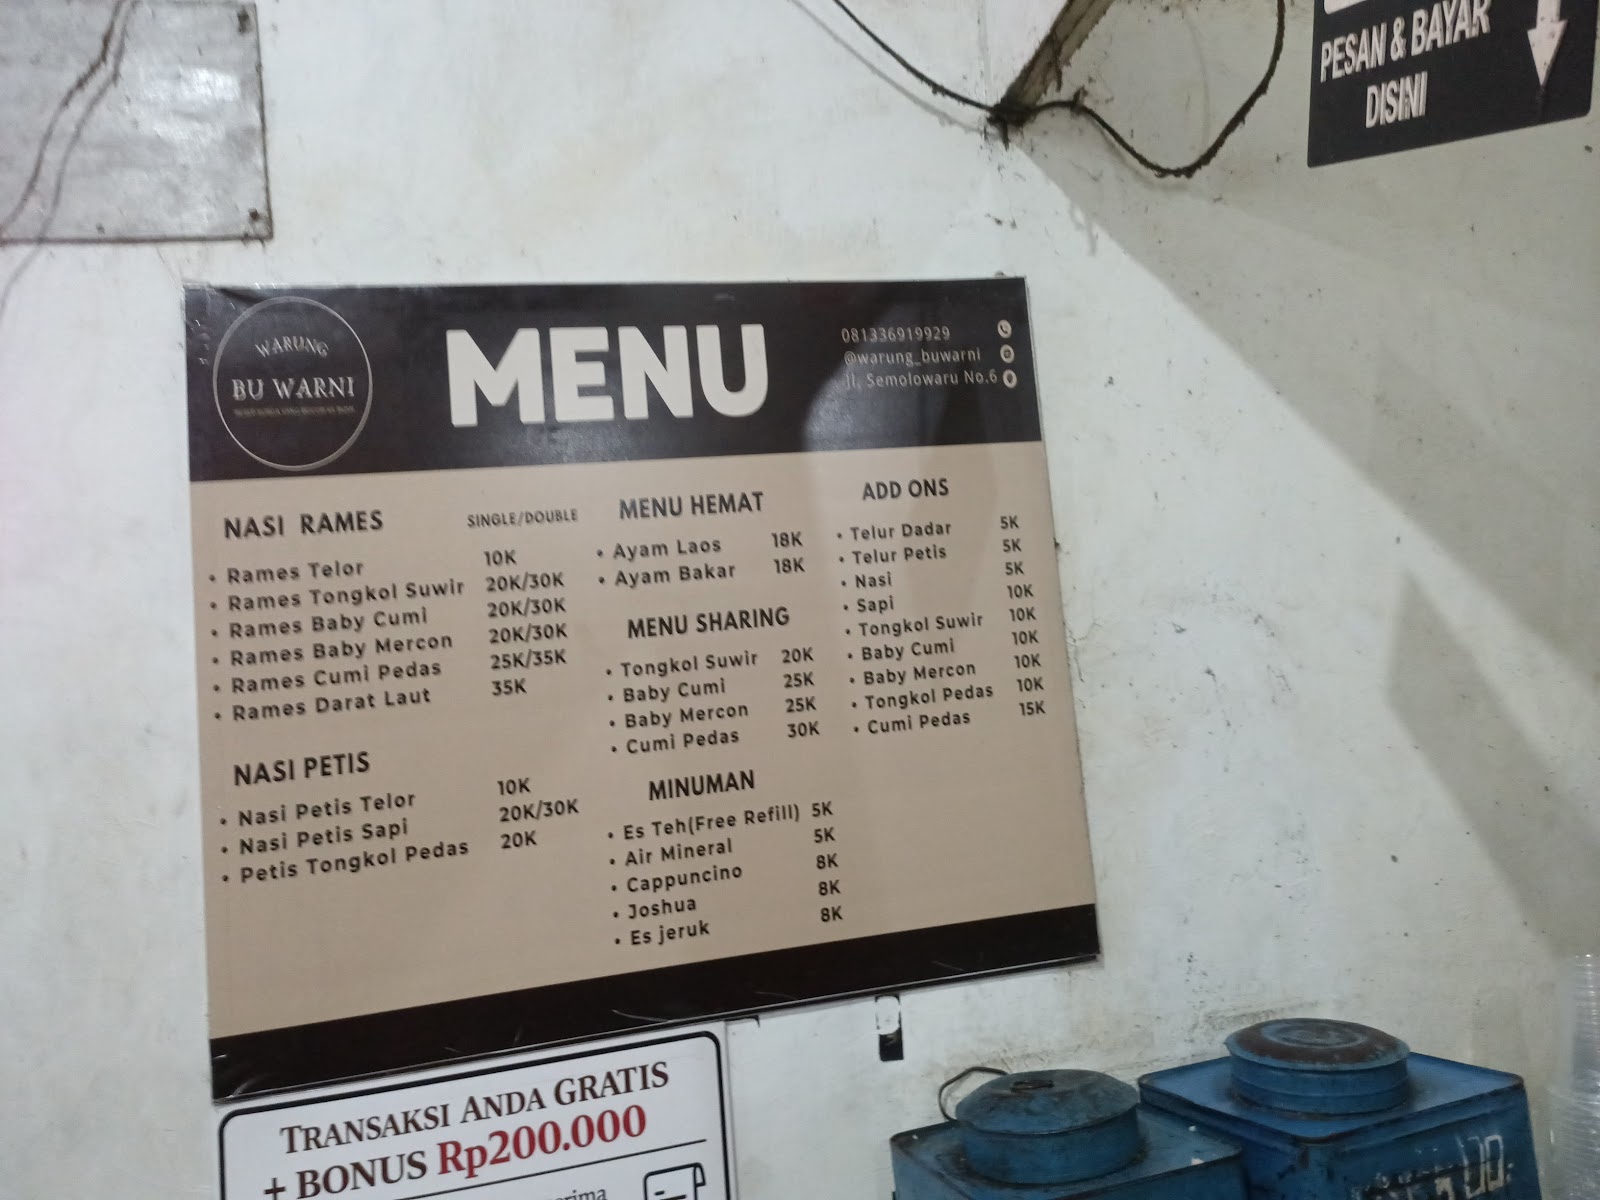 PESAN & BAYAR
DISINI
WARUNG
BU WARNI
MENU
081336919929
@warung_buwarni
Jl. Semolowaru No.6
NASI RAMES SINGLE/DOUBLE
• Rames Telor 10K
• Rames Tongkol Suwir 20K/30K
• Rames Baby Cumi 20K/30K
• Rames Baby Mercon 20K/30K
• Rames Cumi Pedas 25K/35K
• Rames Darat Laut 35K
NASI PETIS
• Nasi Petis Telor 10K
• Nasi Petis Sapi 20K/30K
• Petis Tongkol Pedas 20K
MENU HEMAT
• Ayam Laos 18K
• Ayam Bakar 18K
MENU SHARING
• Tongkol Suwir 20K
• Baby Cumi 25K
• Baby Mercon 25K
• Cumi Pedas 30K
MINUMAN
• Es Teh(Free Refill) 5K
• Air Mineral 5K
• Cappuncino 8K
• Joshua 8K
• Es jeruk 8K
ADD ONS
• Telur Dadar 5K
• Telur Petis 5K
• Nasi 5K
• Sapi 10K
• Tongkol Suwir 10K
• Baby Cumi 10K
• Baby Mercon 10K
• Tongkol Pedas 10K
• Cumi Pedas 15K
TRANSAKSI ANDA GRATIS
+ BONUS Rp200.000